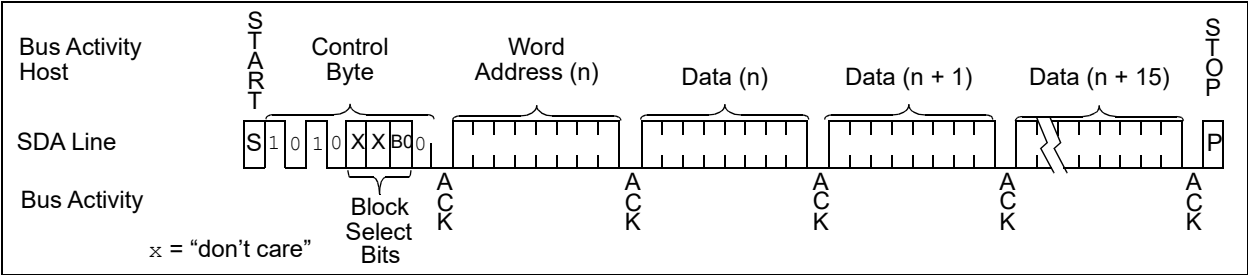 Bus Activity
Host
START
Control
Byte
Word
Address (n)
Data (n)
Data (n + 1)
Data (n + 15)
STOP
SDA Line
S 1 0 1 0 X X B0 0
P
Bus Activity
ACK
ACK
ACK
ACK
ACK
Block
Select
Bits
x = “don’t care”